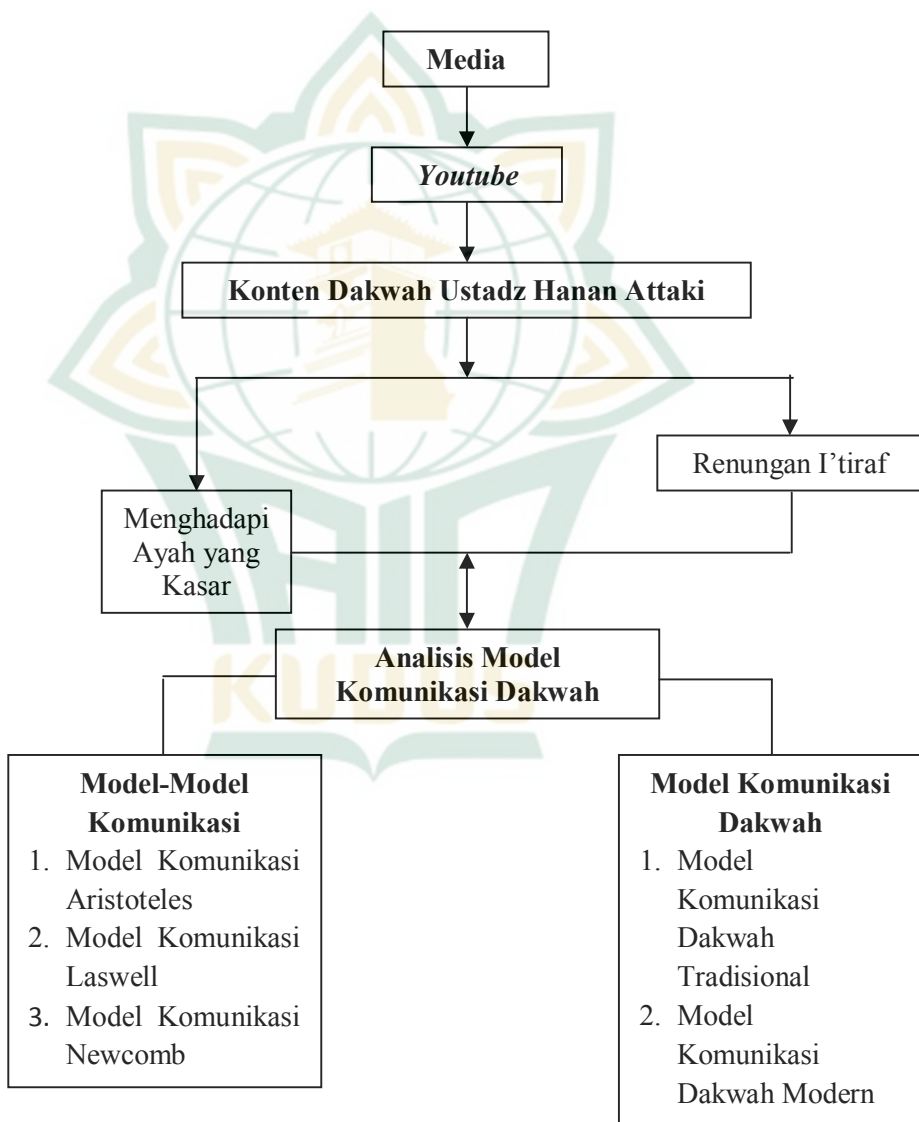 Media
Youtube
Konten Dakwah Ustadz Hanan Attaki
Renungan I’tiraf
Menghadapi
Ayah yang
Kasar
Analisis Model
Komunikasi Dakwah
Model-Model
Komunikasi
1. Model Komunikasi
Aristoteles
2. Model Komunikasi
Laswell
3. Model Komunikasi
Newcomb
Model Komunikasi
Dakwah
1. Model
Komunikasi
Dakwah
Tradisional
2. Model
Komunikasi
Dakwah Modern
IAIN
KUDUS